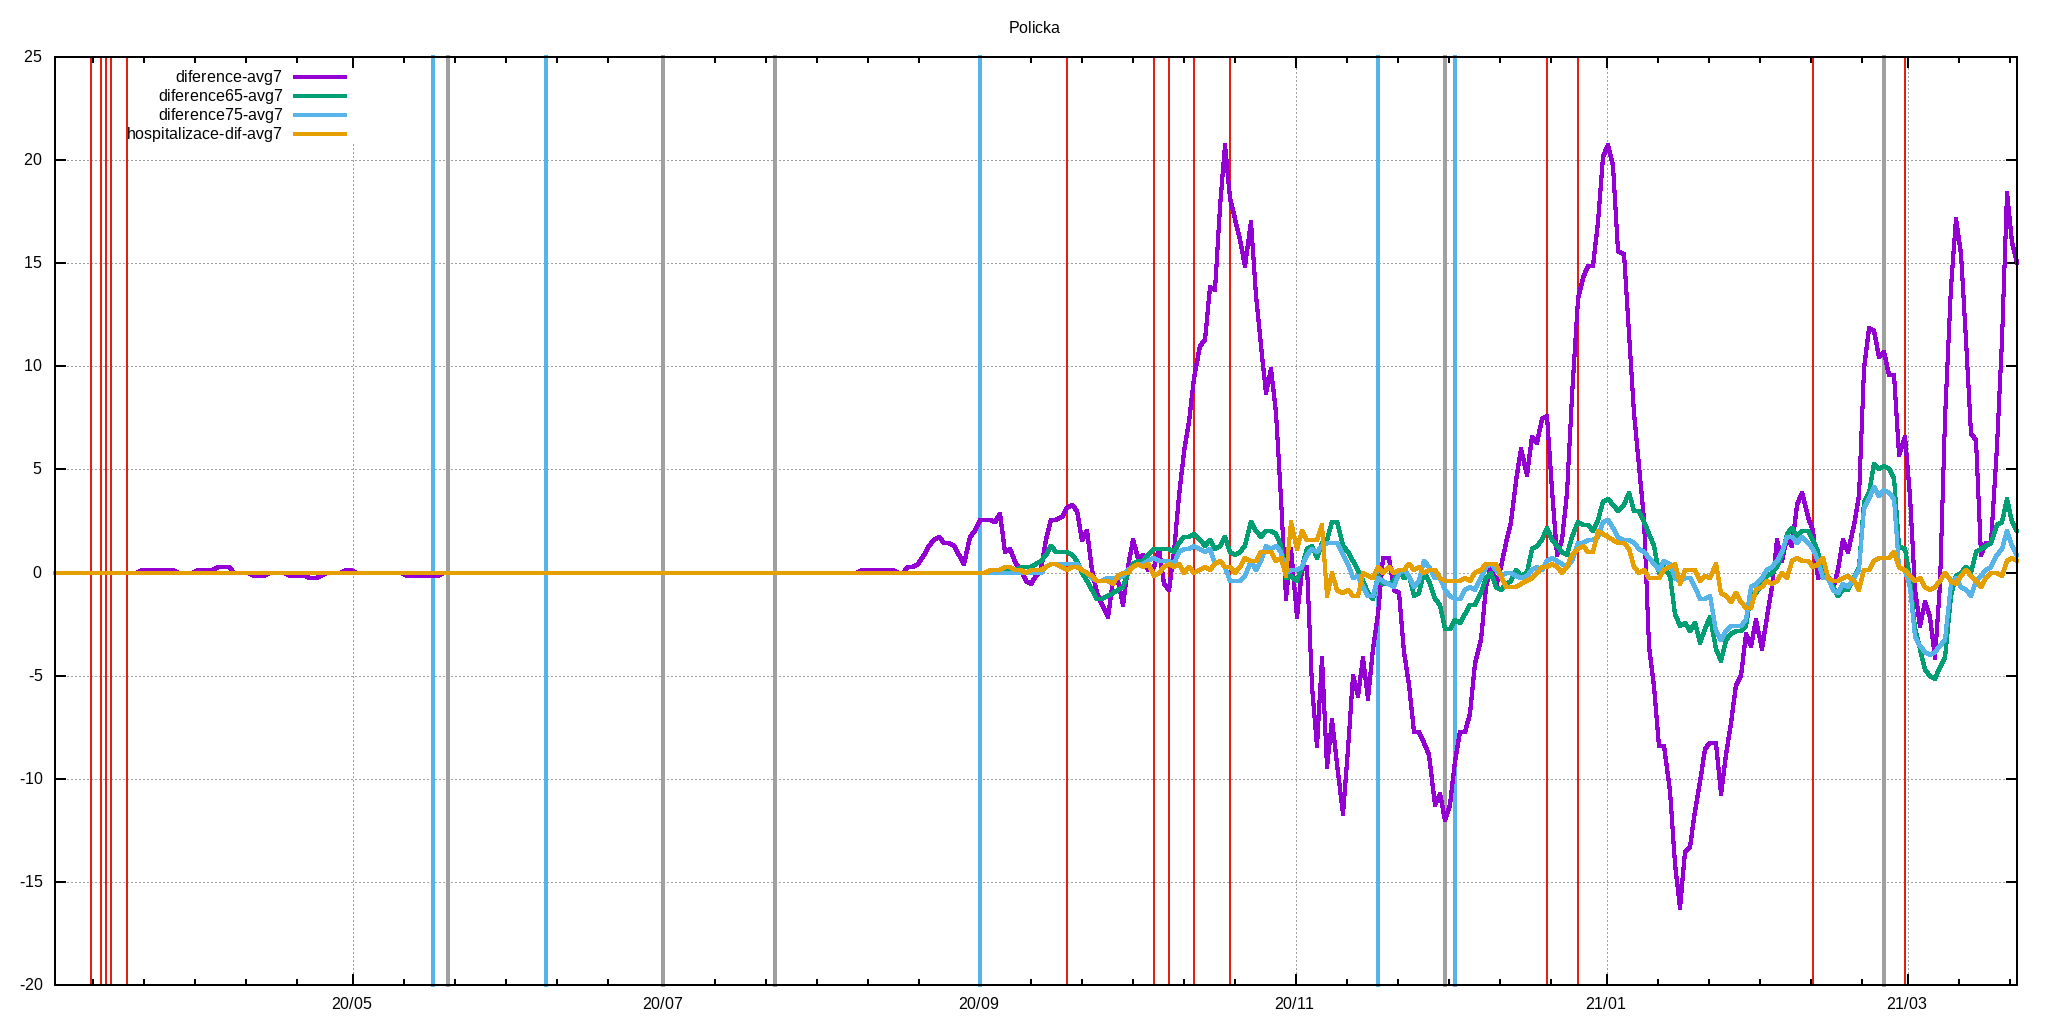 Policka
25
20
15
10
5
0
-5
-10
-15
-20
diference-avg7
diference65-avg7
diference75-avg7
hospitalizace-dif-avg7
20/05 20/07 20/09 20/11 21/01 21/03